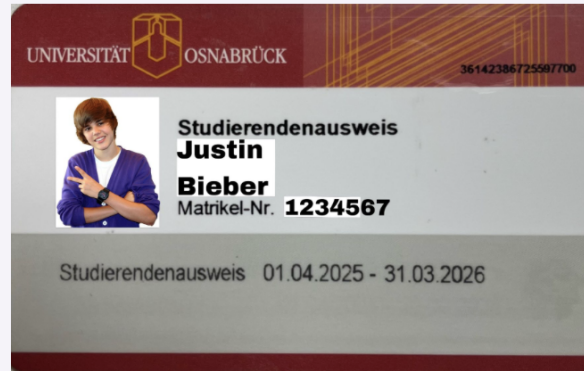 UNIVERSITÄT OSNABRÜCK
36142386725597700
Studierendenausweis
Justin
Bieber
Matrikel-Nr. 1234567
Studierendenausweis 01.04.2025 - 31.03.2026